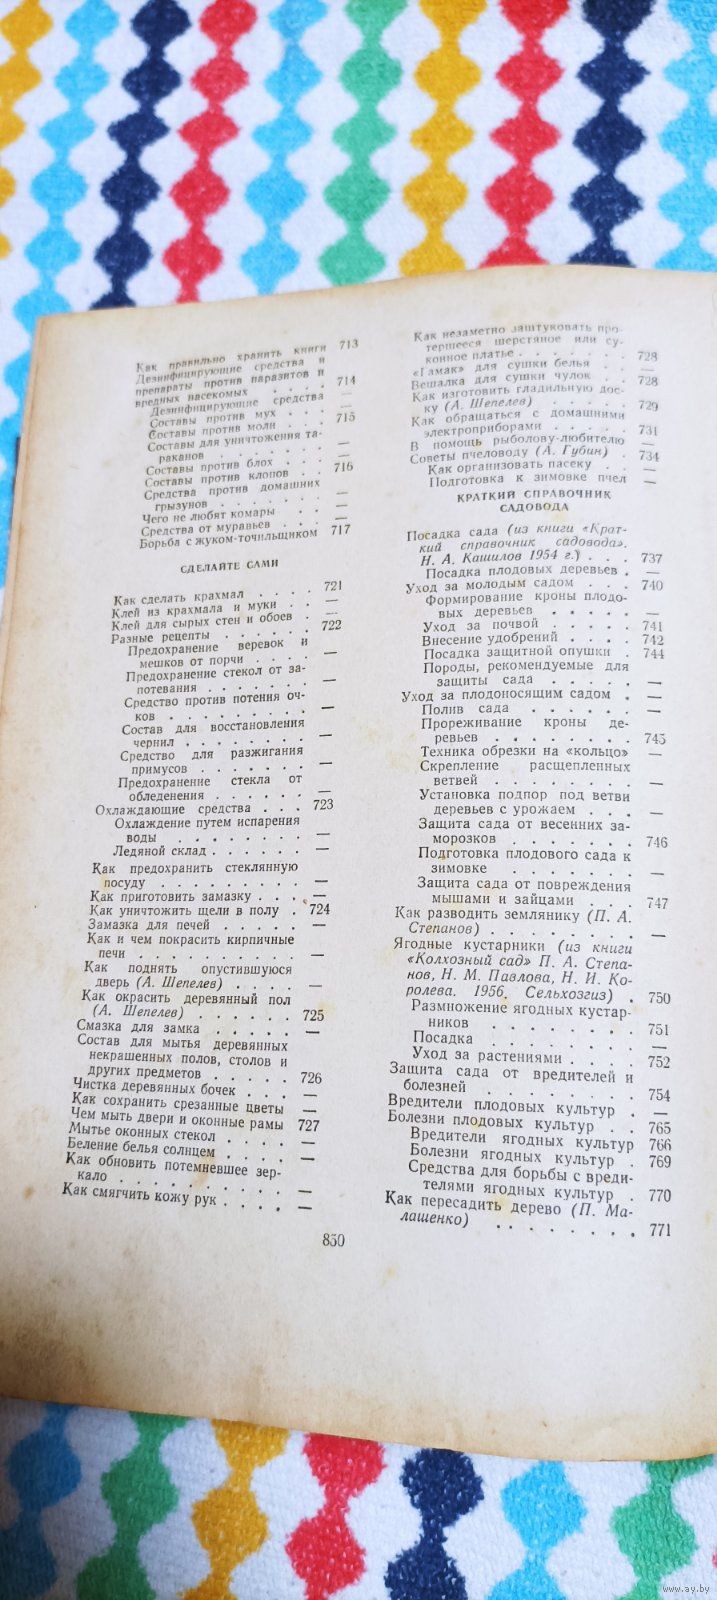 Как правильно хранить книги 713
Дезинфицирующие средства и
препараты против паразитов и
вредных насекомых . . . . 714
Дезинфицирующие средства —
Составы против мух . . . . —
Составы против моли . . . 715
Составы для уничтожения та-
раканов . . . . . . . —
Составы против блох . . . —
Составы против клопов . . . 716
Средства против домашних
грызунов . . . . . . . —
Чего не любят комары . . —
Средства от муравьев . . . —
Борьба с жуком-точильщиком 717
СДЕЛАЙТЕ САМИ
Как сделать крахмал . . . . 721
Клей из крахмала и муки . . —
Клей для сырых стен и обоев . —
Разные рецепты . . . . . . 722
Предохранение веревок и
мешков от порчи . . . . —
Предохранение стекол от за-
потевания . . . . . . . —
Средство против потения оч-
ков . . . . . . . . . —
Состав для восстановления
чернил . . . . . . . . —
Средство для разжигания
примусов . . . . . . . —
Предохранение стекла от
обледенения . . . . . . —
Охлаждающие средства . . . 723
Охлаждение путем испарения
воды . . . . . . . . —
Ледяной склад . . . . . . —
Как предохранить стеклянную
посуду . . . . . . . . . —
Как приготовить замазку . . . —
Как уничтожить щели в полу . 724
Замазка для печей . . . . . —
Как и чем покрасить кирпичные
печи . . . . . . . . . . —
Как поднять опустившуюся
дверь (А. Шепелев) . . . . —
Как окрасить деревянный пол
(А. Шепелев) . . . . . . 725
Смазка для замка . . . . . —
Состав для мытья деревянных
некрашенных полов, столов и
других предметов . . . . . 726
Чистка деревянных бочек . . . —
Как сохранить срезанные цветы —
Чем мыть двери и оконные рамы 727
Мытье оконных стекол . . . . —
Беление белья солнцем . . . . —
Как обновить потемневшее зер-
кало . . . . . . . . . —
Как смягчить кожу рук . . . . —
Как незаметно заштуковать про-
тершееся шерстяное или су-
конное платье . . . . . . 728
«Гамак» для сушки белья . . —
Вешалка для сушки чулок . . 728
Как изготовить гладильную дос-
ку (А. Шепелев) . . . . . 729
Как обращаться с домашними
электроприборами . . . . 731
В помощь рыболову-любителю —
Советы пчеловоду (А. Губин) . 734
Как организовать пасеку . . —
Подготовка к зимовке пчел —
КРАТКИЙ СПРАВОЧНИК
САДОВОДА
Посадка сада (из книги «Крат-
кий справочник садовода».
Н. А. Кашилов 1954 г.) . . . 737
Посадка плодовых деревьев . —
Уход за молодым садом . . . 740
Формирование кроны плодо-
вых деревьев . . . . . —
Уход за почвой . . . . . 741
Внесение удобрений . . . . 742
Посадка защитной опушки . 744
Породы, рекомендуемые для
защиты сада . . . . . —
Уход за плодоносящим садом . —
Полив сада . . . . . . —
Прореживание кроны де-
ревьев . . . . . . . . 745
Техника обрезки на «кольцо» —
Скрепление расщепленных
ветвей . . . . . . . . —
Установка подпор под ветви
деревьев с урожаем . . . —
Защита сада от весенних за-
морозков . . . . . . . 746
Подготовка плодового сада к
зимовке . . . . . . . —
Защита сада от повреждения
мышами и зайцами . . . 747
Как разводить землянику (П. А.
Степанов) . . . . . . . . —
Ягодные кустарники (из книги
«Колхозный сад» П. А. Степа-
нов, Н. М. Павлова, Н. И. Ко-
ролева. 1956. Сельхозгиз) . 750
Размножение ягодных кустар-
ников . . . . . . . . 751
Посадка . . . . . . . . —
Уход за растениями . . . . 752
Защита сада от вредителей и
болезней . . . . . . . . 754
Вредители плодовых культур . —
Болезни плодовых культур . . 765
Вредители ягодных культур 766
Болезни ягодных культур . 769
Средства для борьбы с вреди-
телями ягодных культур . 770
Как пересадить дерево (П. Ма-
лашенко) . . . . . . . . 771
830
www.ay.by